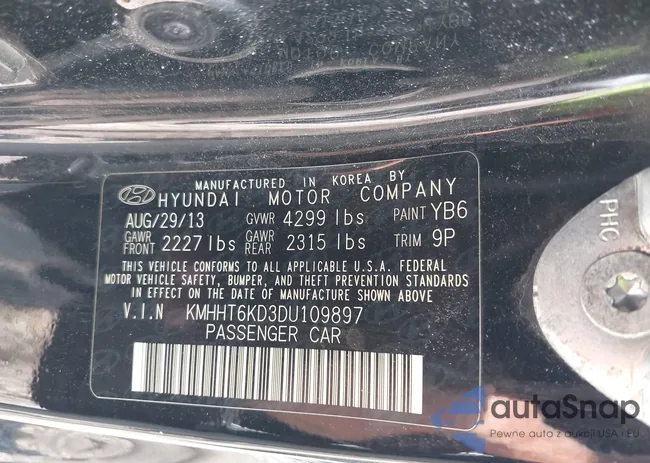 MANUFACTURED IN KOREA BY
HYUNDAI MOTOR COMPANY
AUG/29/13 GVWR 4299 lbs PAINT YB6
GAWR FRONT 2227 lbs GAWR REAR 2315 lbs TRIM 9P
THIS VEHICLE CONFORMS TO ALL APPLICABLE U.S.A. FEDERAL
MOTOR VEHICLE SAFETY, BUMPER, AND THEFT PREVENTION STANDARDS
IN EFFECT ON THE DATE OF MANUFACTURE SHOWN ABOVE
V.I.N KMHHT6KD3DU109897
PASSENGER CAR
PHC
autoSnap
Pewne auta z aukcji USA i EU